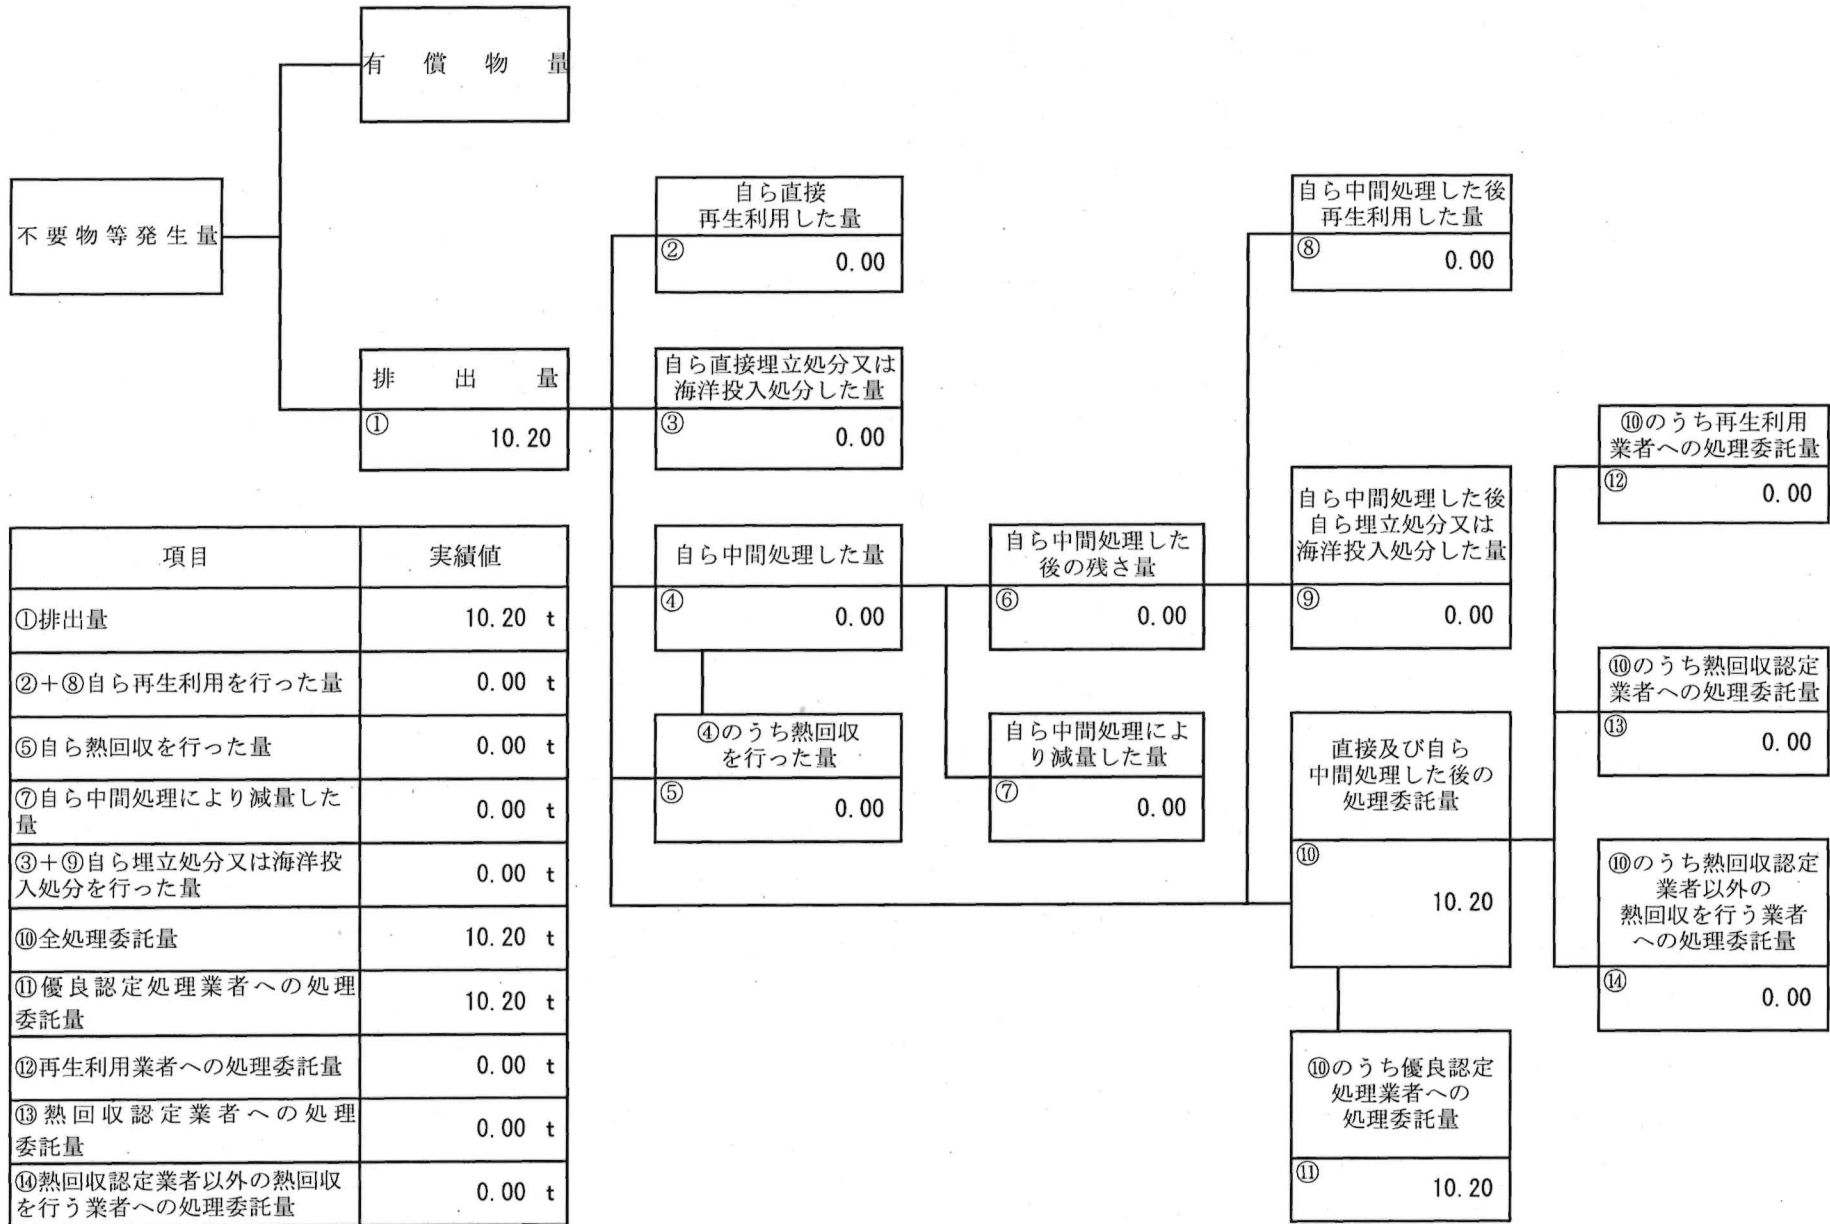 有償物量
不要物等発生量
排出量
① 10.20
自ら直接
再生利用した量
② 0.00
自ら直接埋立処分又は
海洋投入処分した量
③ 0.00
自ら中間処理した量
④ 0.00
④のうち熱回収
を行った量
⑤ 0.00
自ら中間処理した
後の残さ量
⑥ 0.00
自ら中間処理によ
り減量した量
⑦ 0.00
自ら中間処理した後
再生利用した量
⑧ 0.00
自ら中間処理した後
自ら埋立処分又は
海洋投入処分した量
⑨ 0.00
直接及び自ら
中間処理した後の
処理委託量
⑩ 10.20
⑩のうち優良認定
処理業者への
処理委託量
⑪ 10.20
⑩のうち再生利用
業者への処理委託量
⑫ 0.00
⑩のうち熱回収認定
業者への処理委託量
⑬ 0.00
⑩のうち熱回収認定
業者以外の
熱回収を行う業者
への処理委託量
⑭ 0.00
項目 実績値
①排出量 10.20 t
②+⑧自ら再生利用を行った量 0.00 t
⑤自ら熱回収を行った量 0.00 t
⑦自ら中間処理により減量した
量 0.00 t
③+⑨自ら埋立処分又は海洋投
入処分を行った量 0.00 t
⑩全処理委託量 10.20 t
⑪優良認定処理業者への処理
委託量 10.20 t
⑫再生利用業者への処理委託量 0.00 t
⑬熱回収認定業者への処理
委託量 0.00 t
⑭熱回収認定業者以外の熱回収
を行う業者への処理委託量 0.00 t